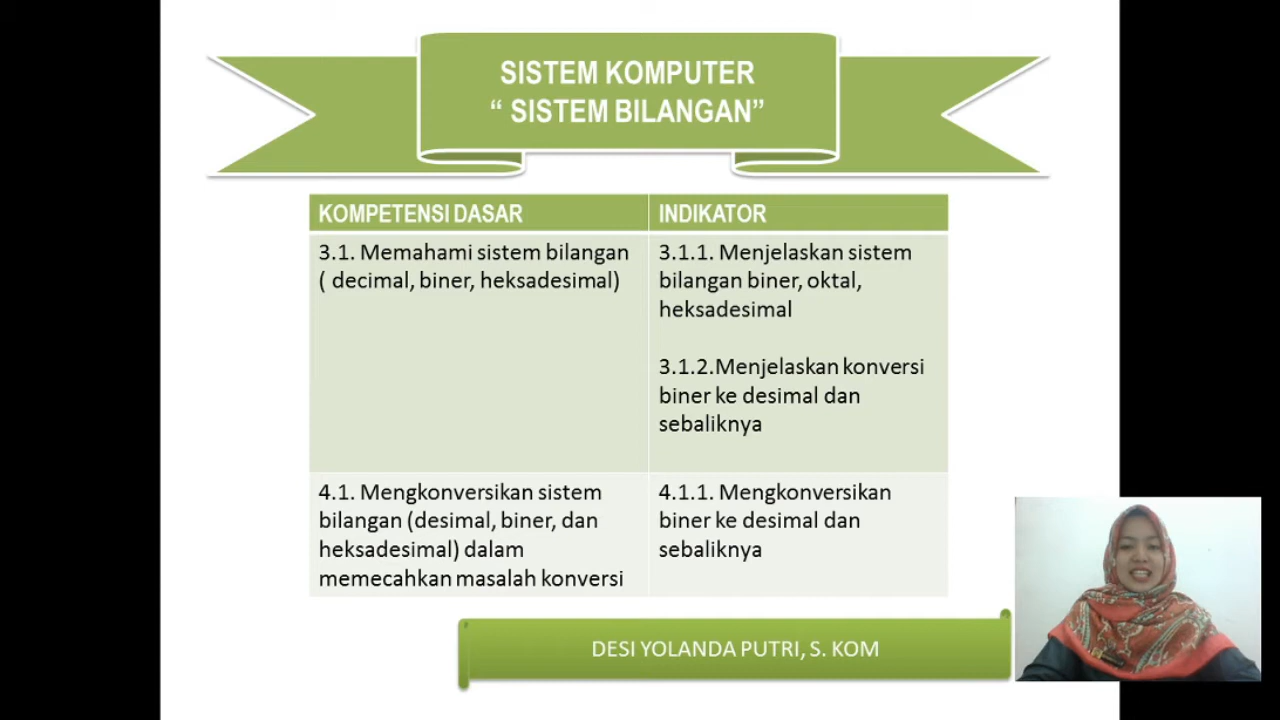 SISTEM KOMPUTER
“ SISTEM BILANGAN”
KOMPETENSI DASAR
INDIKATOR
3.1. Memahami sistem bilangan
( decimal, biner, heksadesimal)
3.1.1. Menjelaskan sistem
bilangan biner, oktal,
heksadesimal
3.1.2.Menjelaskan konversi
biner ke desimal dan
sebaliknya
4.1. Mengkonversikan sistem
bilangan (desimal, biner, dan
heksadesimal) dalam
memecahkan masalah konversi
4.1.1. Mengkonversikan
biner ke desimal dan
sebaliknya
DESI YOLANDA PUTRI, S. KOM